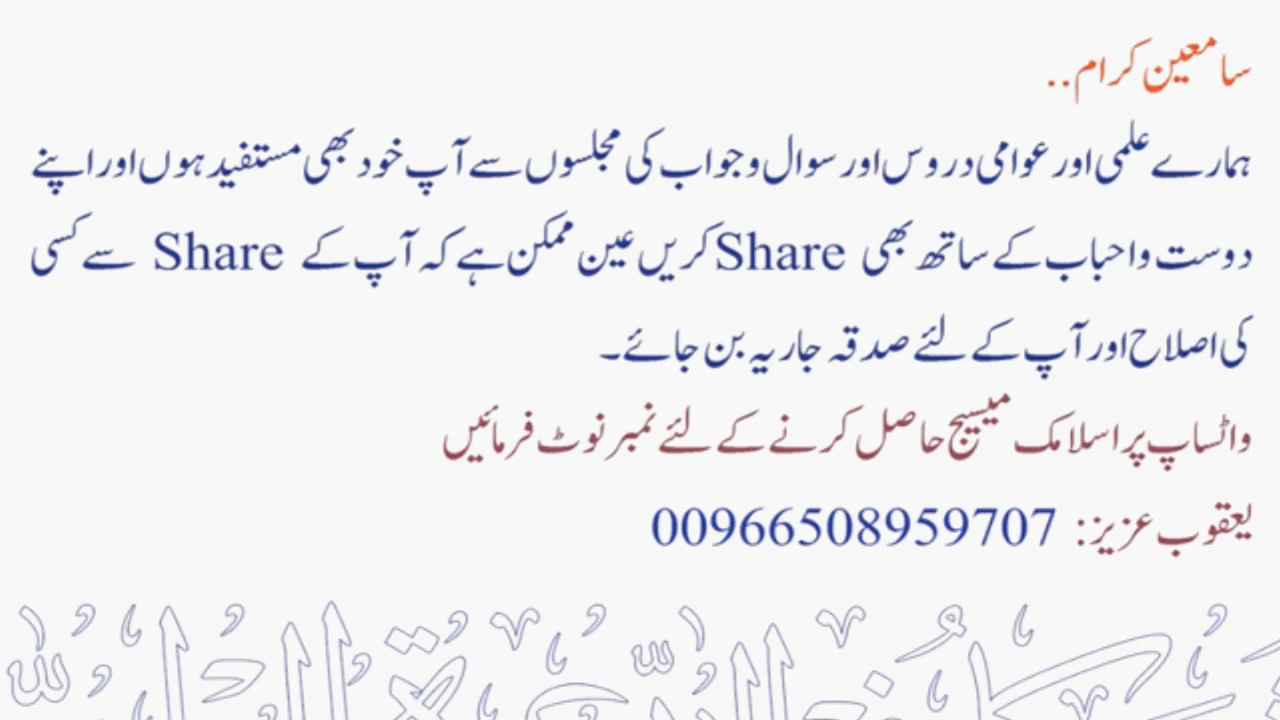 سامعین کرام..
ہمارے علمی اور عوامی دروس اور سوال و جواب کی مجلسوں سے آپ خود بھی مستفید ہوں اور اپنے
دوست واحباب کے ساتھ بھی Share کریں عین ممکن ہے کہ آپ کے Share سے کسی
کی اصلاح اور آپ کے لئے صدقہ جاریہ بن جائے۔
واٹساپ پر اسلامک میسیج حاصل کرنے کے لئے نمبر نوٹ فرمائیں
یعقوب عزیز: 00966508959707